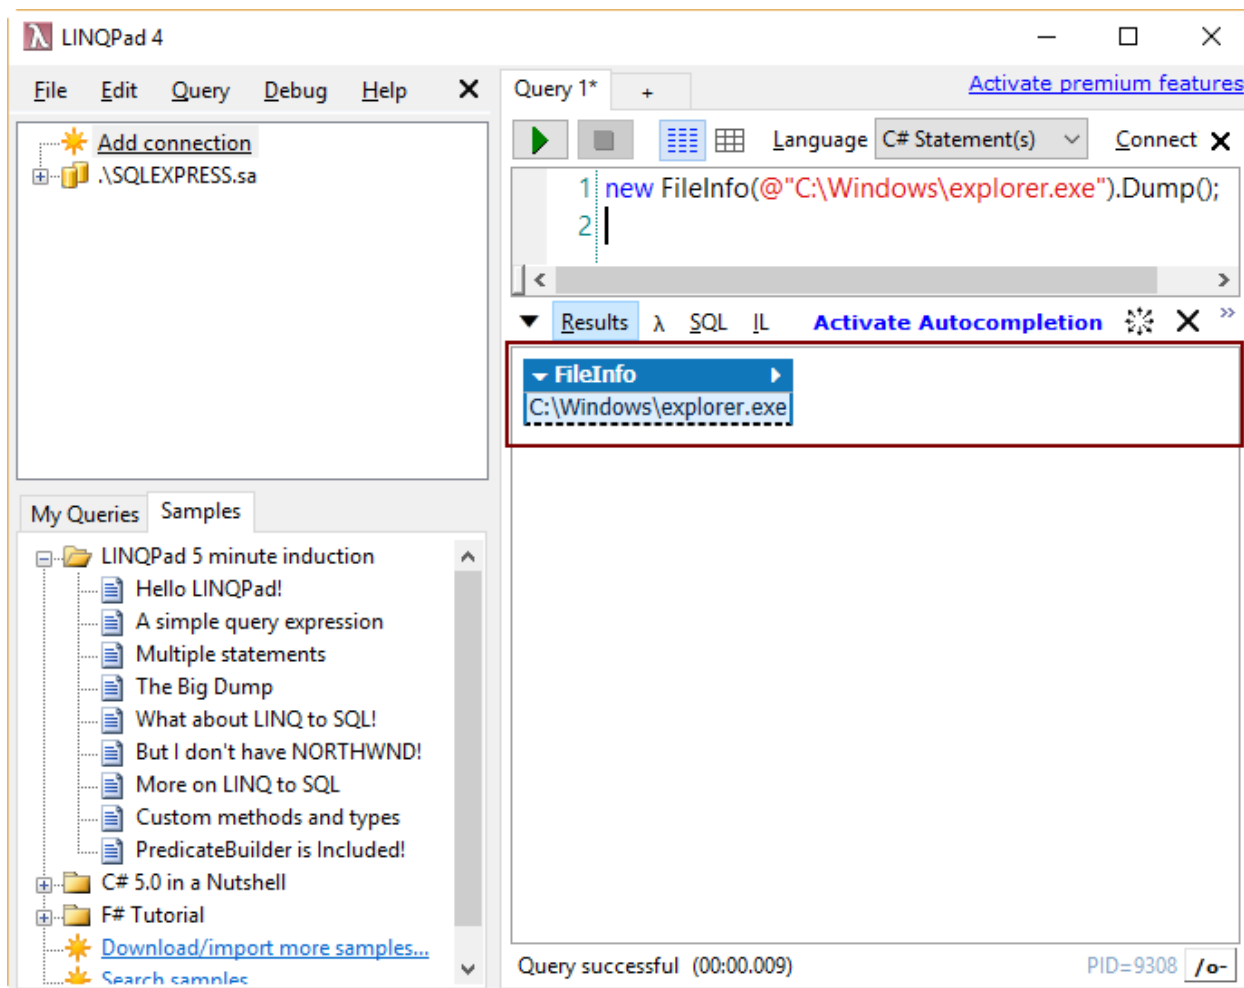 LINQPad 4
File Edit Query Debug Help
Add connection
.\SQLEXPRESS.sa
My Queries Samples
LINQPad 5 minute induction
Hello LINQPad!
A simple query expression
Multiple statements
The Big Dump
What about LINQ to SQL!
But I don't have NORTHWND!
More on LINQ to SQL
Custom methods and types
PredicateBuilder is Included!
C# 5.0 in a Nutshell
F# Tutorial
Download/import more samples...
Search samples
Query 1* + Activate premium features
Language C# Statement(s) Connect
1 new FileInfo(@"C:\Windows\explorer.exe").Dump();
2
Results λ SQL IL Activate Autocompletion »
FileInfo
C:\Windows\explorer.exe
Query successful (00:00.009) PID=9308 /o-